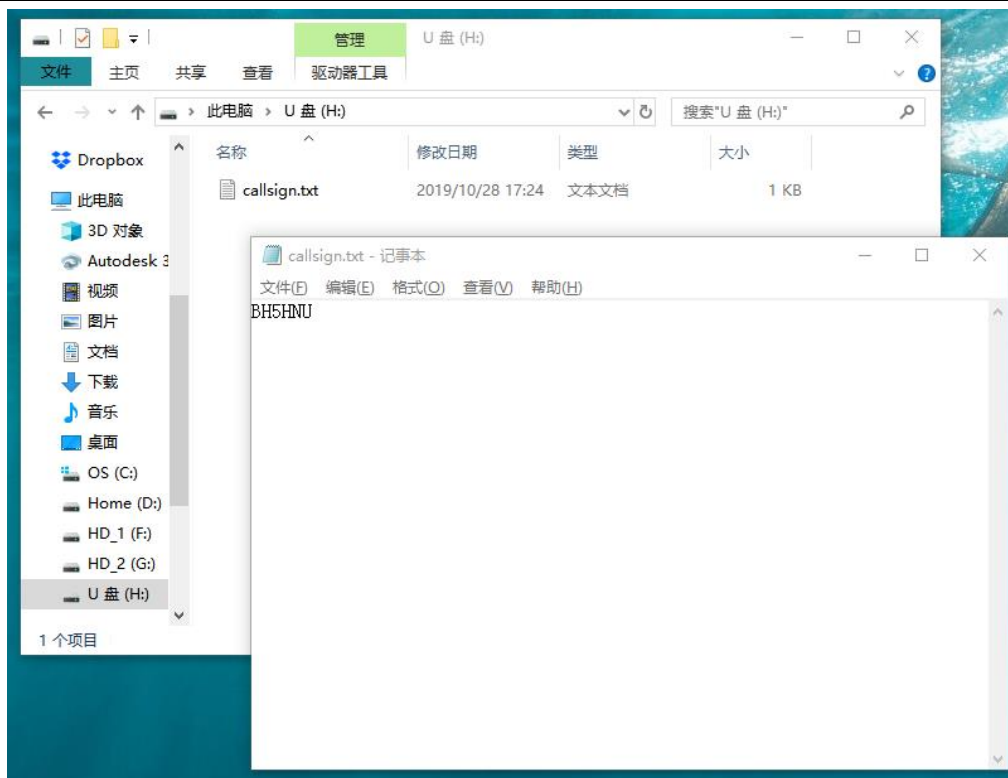 管理
U 盘 (H:)
文件
主页
共享
查看
驱动器工具
此电脑 › U 盘 (H:)
搜索"U 盘 (H:)"
名称
修改日期
类型
大小
callsign.txt
2019/10/28 17:24
文本文档
1 KB
Dropbox
此电脑
3D 对象
Autodesk 3
视频
图片
文档
下载
音乐
桌面
OS (C:)
Home (D:)
HD_1 (F:)
HD_2 (G:)
U 盘 (H:)
1 个项目
callsign.txt - 记事本
文件(F) 编辑(E) 格式(O) 查看(V) 帮助(H)
BH5HNU